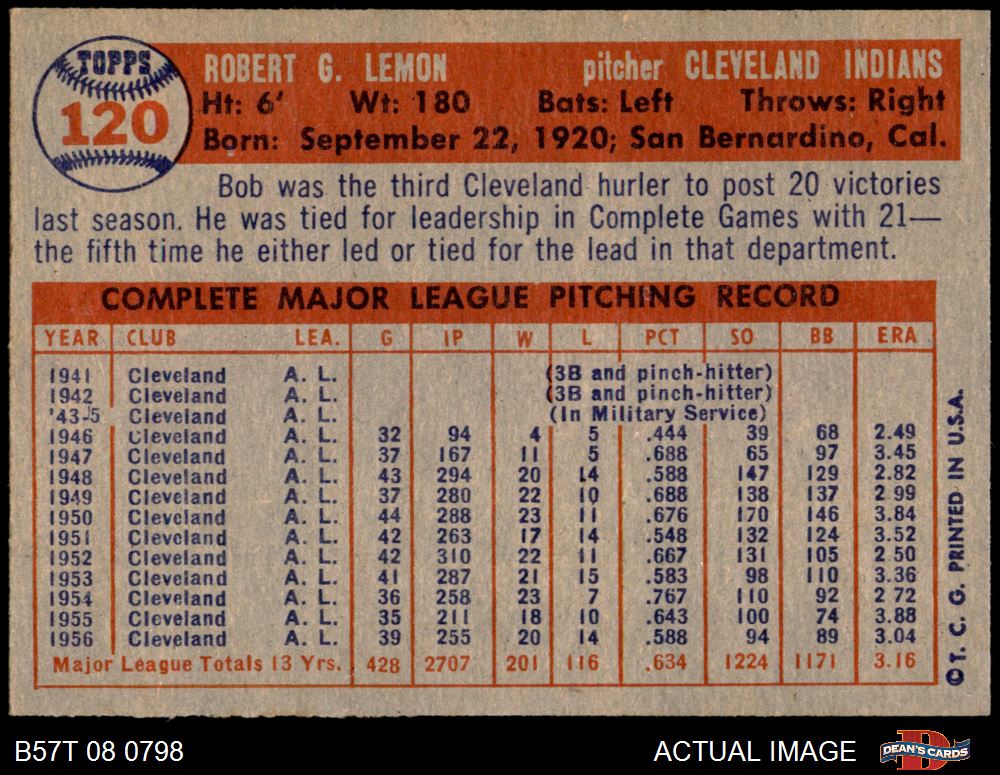 TOPPS
120
ROBERT G. LEMON pitcher CLEVELAND INDIANS
Ht: 6' Wt: 180 Bats: Left Throws: Right
Born: September 22, 1920; San Bernardino, Cal.
Bob was the third Cleveland hurler to post 20 victories
last season. He was tied for leadership in Complete Games with 21—
the fifth time he either led or tied for the lead in that department.
COMPLETE MAJOR LEAGUE PITCHING RECORD
YEAR CLUB LEA. G IP W L PCT SO BB ERA
1941 Cleveland A. L. (3B and pinch-hitter)
1942 Cleveland A. L. (3B and pinch-hitter)
'43-5 Cleveland A. L. (In Military Service)
1946 Cleveland A. L. 32 94 4 5 .444 39 68 2.49
1947 Cleveland A. L. 37 167 11 5 .688 65 97 3.45
1948 Cleveland A. L. 43 294 20 14 .588 147 129 2.82
1949 Cleveland A. L. 37 280 22 10 .688 138 137 2.99
1950 Cleveland A. L. 44 288 23 11 .676 170 146 3.84
1951 Cleveland A. L. 42 263 17 14 .548 132 124 3.52
1952 Cleveland A. L. 42 310 22 11 .667 131 105 2.50
1953 Cleveland A. L. 41 287 21 15 .583 98 110 3.36
1954 Cleveland A. L. 36 258 23 7 .767 110 92 2.72
1955 Cleveland A. L. 35 211 18 10 .643 100 74 3.88
1956 Cleveland A. L. 39 255 20 14 .588 94 89 3.04
Major League Totals 13 Yrs. 428 2707 201 116 .634 1224 1171 3.16
©T. C. G. PRINTED IN U.S.A.
B57T 08 0798 ACTUAL IMAGE
D
DEAN'S CARDS